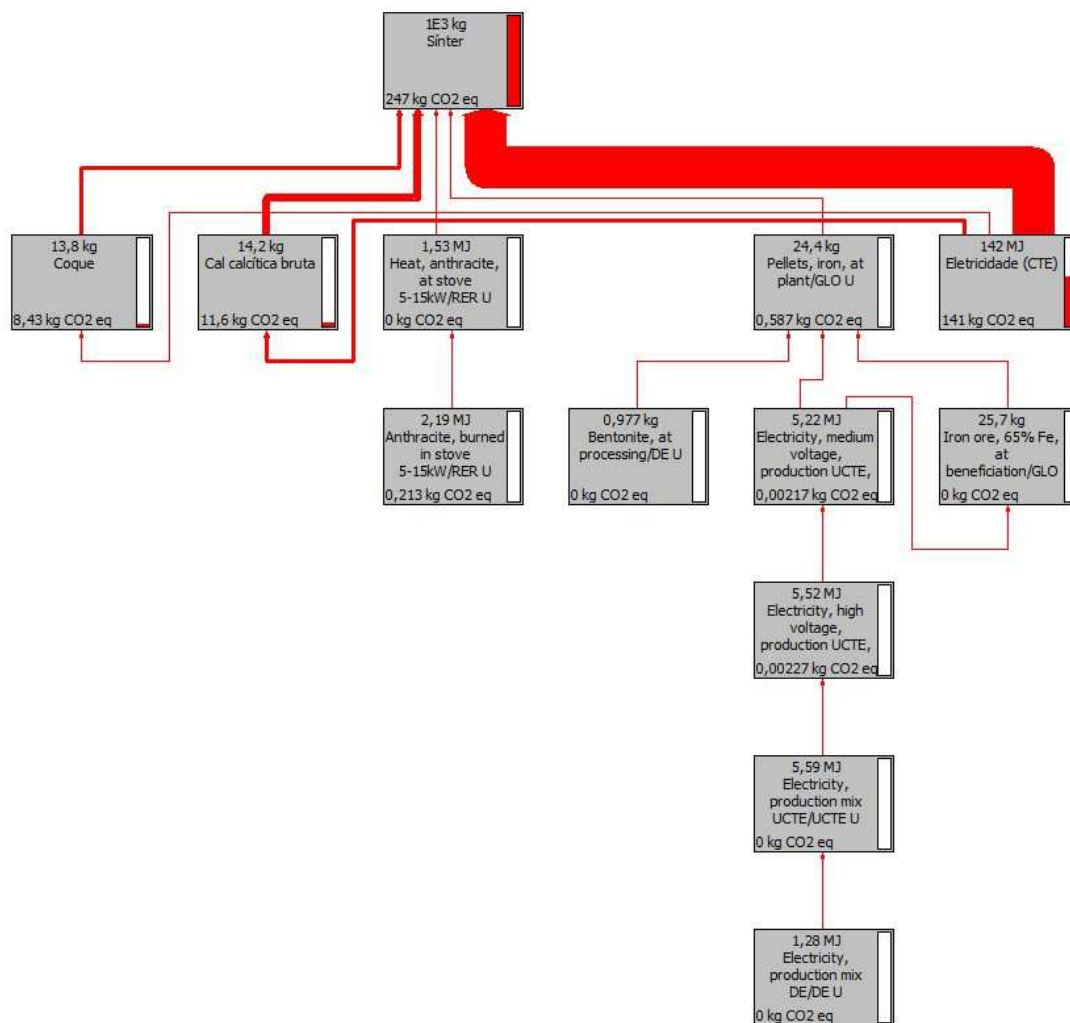 1E3 kg
Sínter
247 kg CO2 eq
13,8 kg
Coque
8,43 kg CO2 eq
14,2 kg
Cal calcítica bruta
11,6 kg CO2 eq
1,53 MJ
Heat, anthracite,
at stove
5-15kW/RER U
0 kg CO2 eq
24,4 kg
Pellets, iron, at
plant/GLO U
0,587 kg CO2 eq
142 MJ
Eletricidade (CTE)
141 kg CO2 eq
2,19 MJ
Anthracite, burned
in stove
5-15kW/RER U
0,213 kg CO2 eq
0,977 kg
Bentonite, at
processing/DE U
0 kg CO2 eq
5,22 MJ
Electricity, medium
voltage,
production UCTE,
0,00217 kg CO2 eq
25,7 kg
Iron ore, 65% Fe,
at
beneficiation/GLO
0 kg CO2 eq
5,52 MJ
Electricity, high
voltage,
production UCTE,
0,00227 kg CO2 eq
5,59 MJ
Electricity,
production mix
UCTE/UCTE U
0 kg CO2 eq
1,28 MJ
Electricity,
production mix
DE/DE U
0 kg CO2 eq